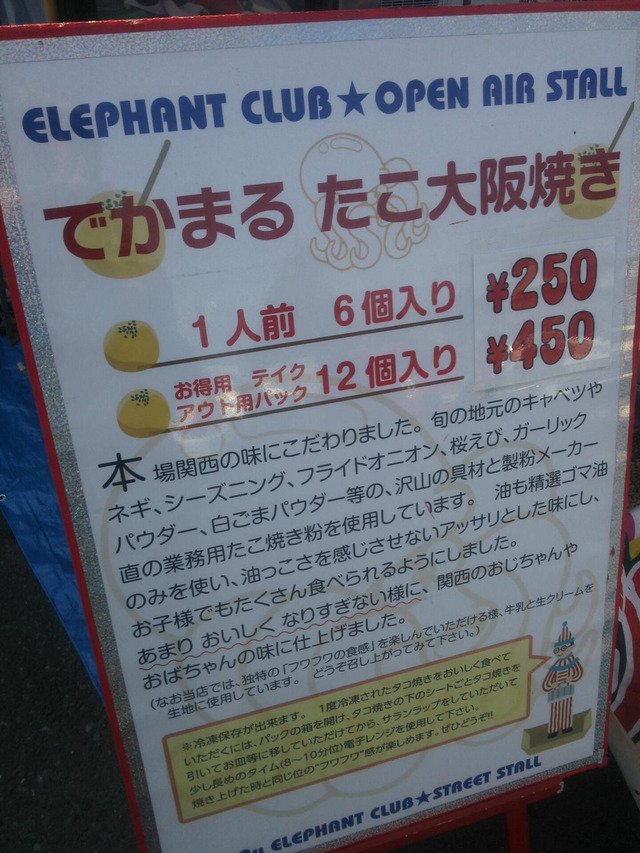 ELEPHANT CLUB★OPEN AIR STALL
でかまる たこ大阪焼き
1人前 6個入り ¥250
お得用 テイク
アウト用パック 12個入り ¥450
本場関西の味にこだわりました。旬の地元のキャベツや
ネギ、シーズニング、フライドオニオン、桜えび、ガーリック
パウダー、白ごまパウダー等の、沢山の具材と製粉メーカー
直の業務用たこ焼き粉を使用しています。 油も精選ゴマ油
のみを使い、油っこさを感じさせないアッサリとした味にし、
お子様でもたくさん食べられるようにしました。
あまり おいしく なりすぎない様に、関西のおじちゃんや
おばちゃんの味に仕上げました。
(なお当店では、独特の「フワフワの食感」を楽しんでいただける様、牛乳と生クリームを
生地に使用しています。 どうぞ召し上がってみて下さい。)
※冷凍保存が出来ます。 1度冷凍されたタコ焼きをおいしく食べて
いただくには、パックの箱を開け、タコ焼きの下のシートごとタコ焼きを
引いてお皿等に移していただけてから、サランラップをしていただいて
少し長めのタイム(8〜10分位)電子レンジを使用して下さい。
焼き上げた時と同じ位の"フワフワ"感が楽しめます。ぜひどうぞ!!
By ELEPHANT CLUB★STREET STALL